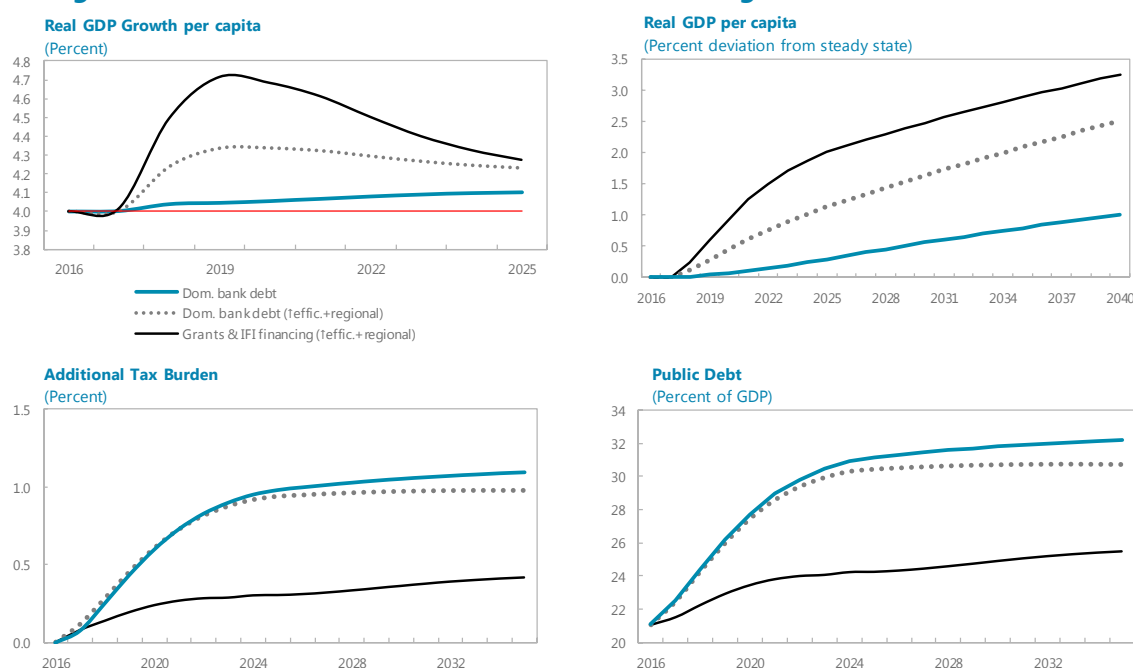 Real GDP Growth per capita
(Percent)
4.8
4.7
4.6
4.5
4.4
4.3
4.2
4.1
4.0
3.9
3.8
2016 2019 2022 2025
Dom. bank debt
Dom. bank debt (↑effic.+regional)
Grants & IFI financing (↑effic.+regional)
Real GDP per capita
(Percent deviation from steady state)
3.5
3.0
2.5
2.0
1.5
1.0
0.5
0.0
2016 2019 2022 2025 2028 2031 2034 2037 2040
Additional Tax Burden
(Percent)
1.5
1.0
0.5
0.0
2016 2020 2024 2028 2032
Public Debt
(Percent of GDP)
34
32
30
28
26
24
22
20
2016 2020 2024 2028 2032